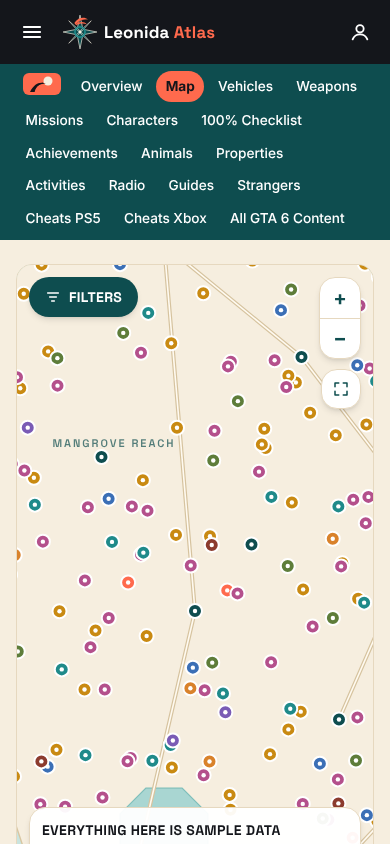 Leonida Atlas
Overview Map Vehicles Weapons
Missions Characters 100% Checklist
Achievements Animals Properties
Activities Radio Guides Strangers
Cheats PS5 Cheats Xbox All GTA 6 Content
FILTERS
+
−
MANGROVE REACH
EVERYTHING HERE IS SAMPLE DATA